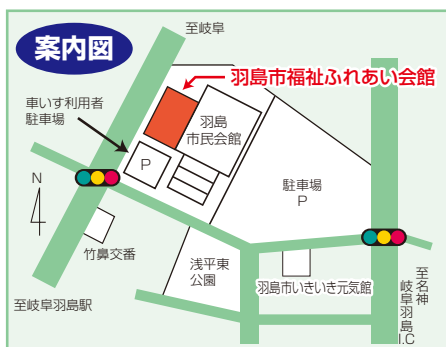 案内図
至岐阜
羽島市福祉ふれあい会館
車いす利用者
駐車場
羽島
市民会館
P
駐車場
P
N
竹鼻交番
浅平東
公園
羽島市いきいき元気館
至岐阜羽島駅
至名神
岐阜羽島I.C